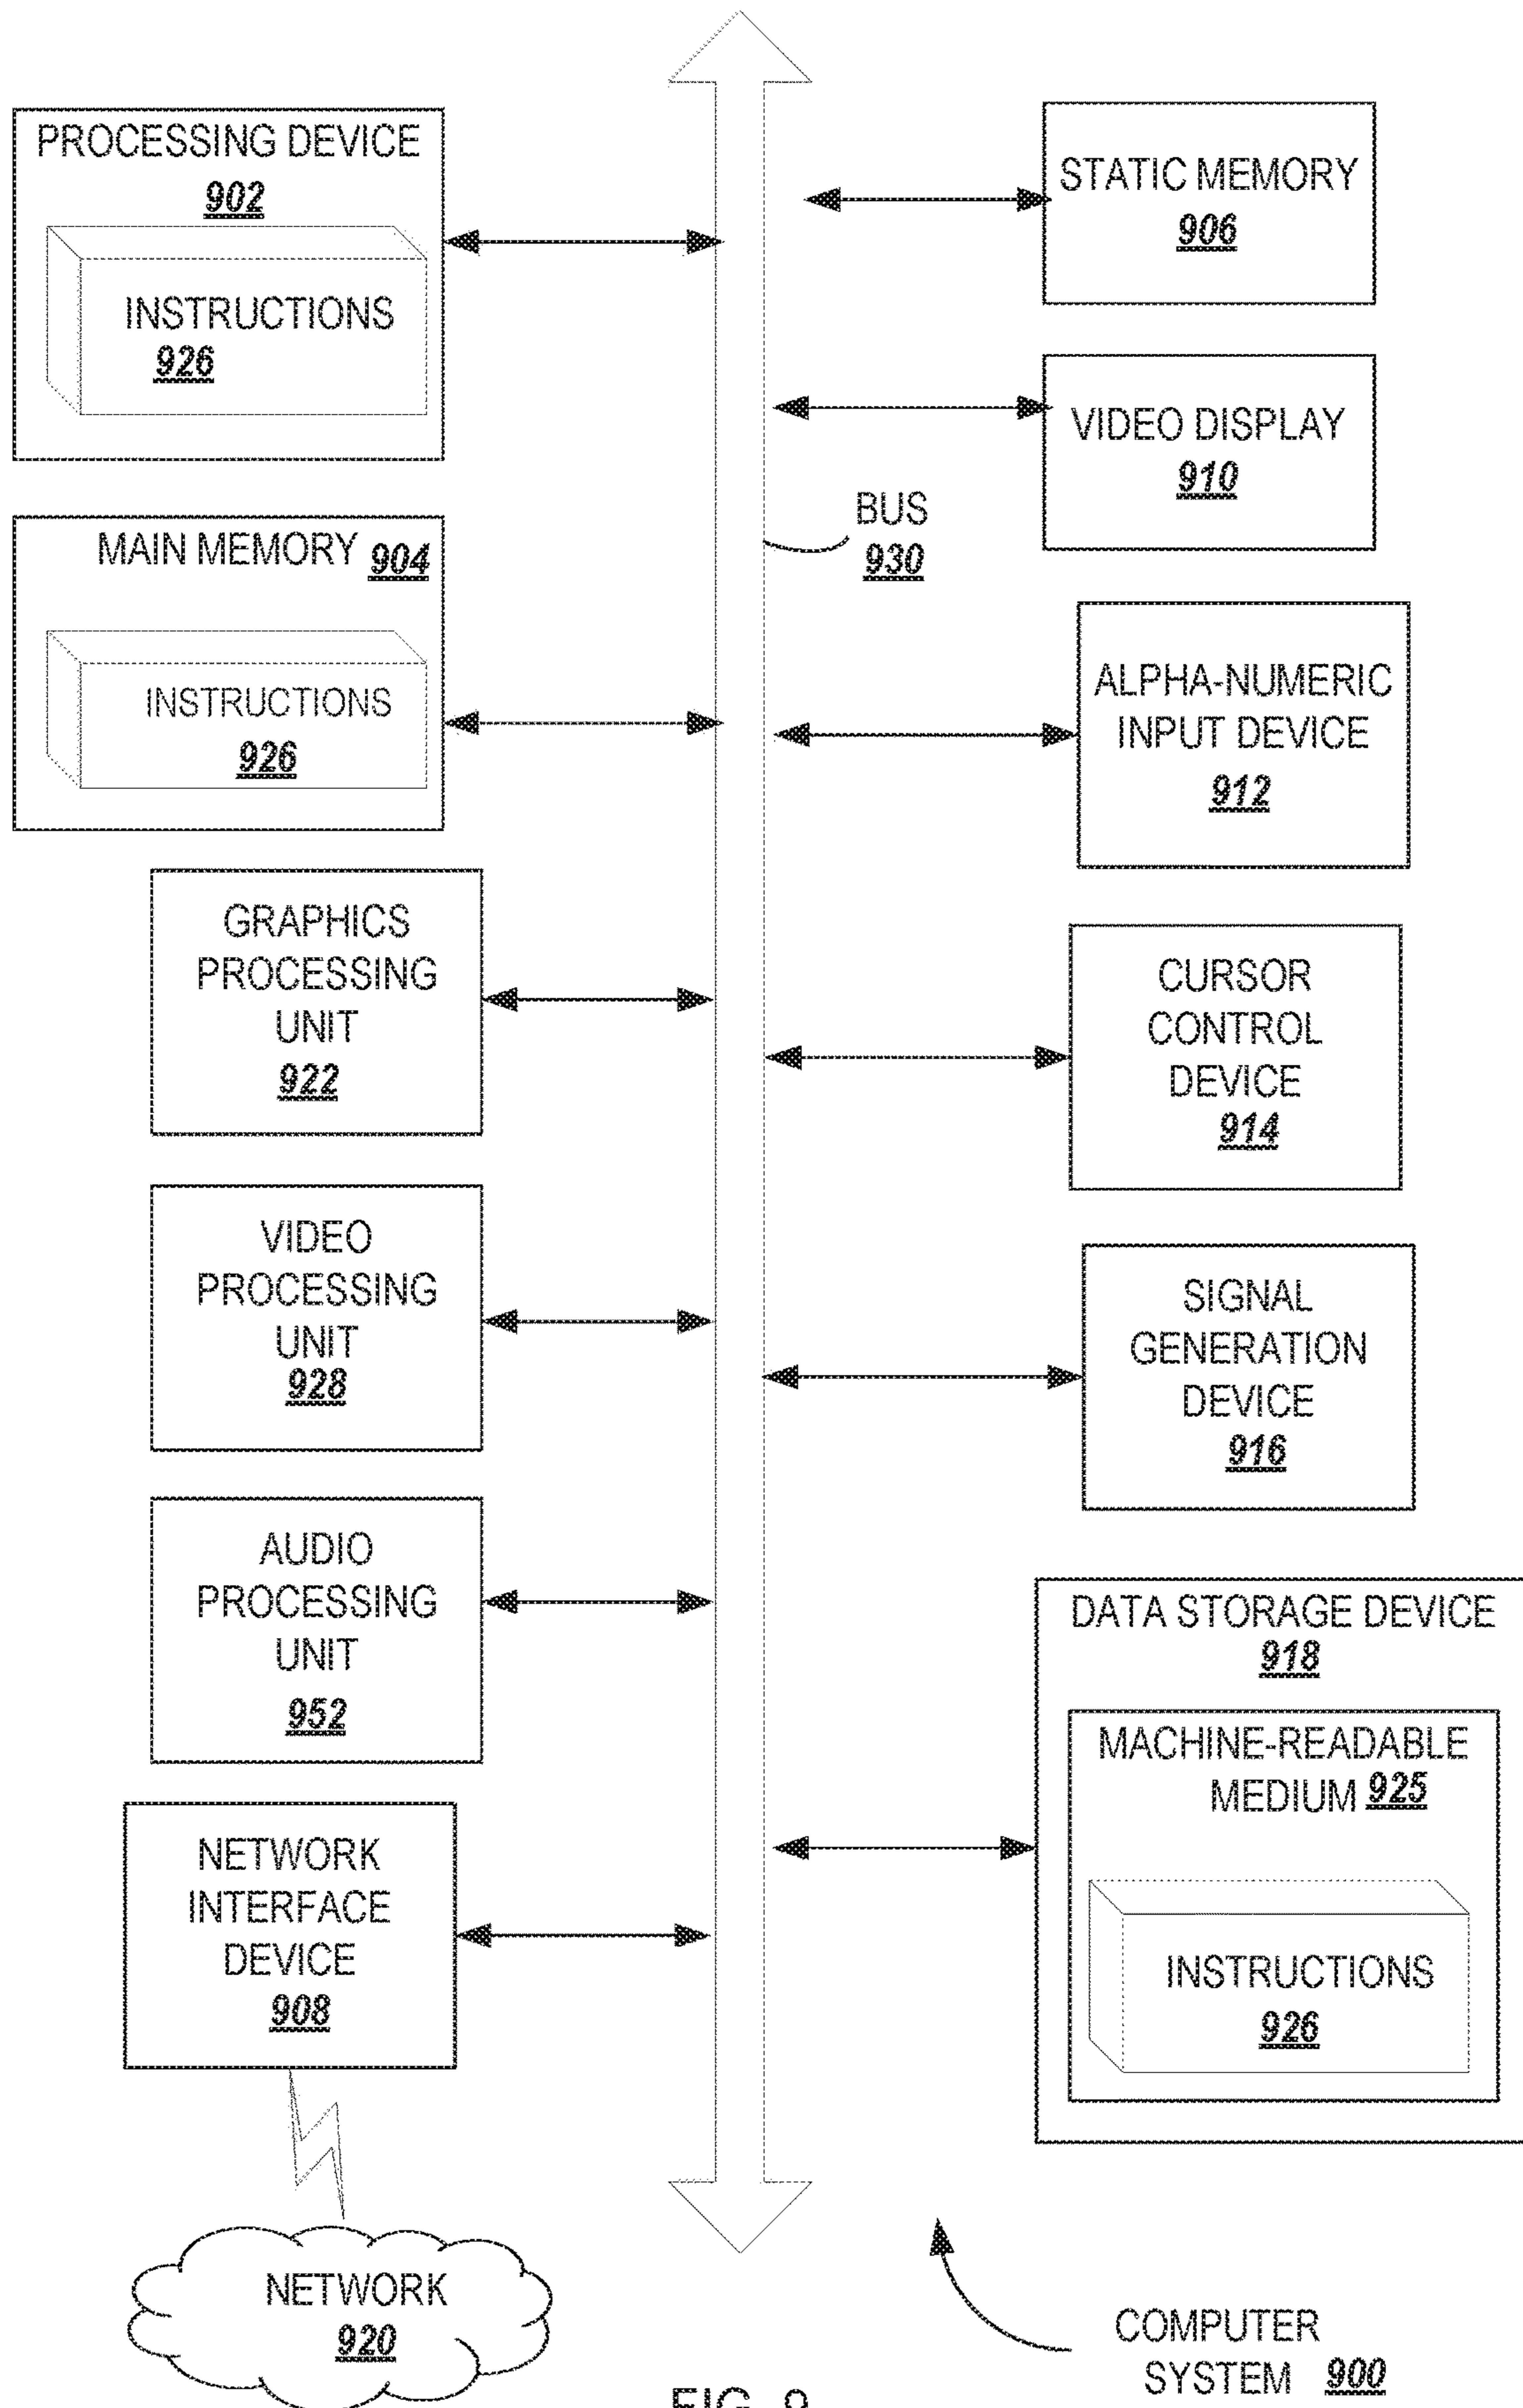 PROCESSING DEVICE
902
INSTRUCTIONS
926
MAIN MEMORY 904
INSTRUCTIONS
926
GRAPHICS
PROCESSING
UNIT
922
VIDEO
PROCESSING
UNIT
928
AUDIO
PROCESSING
UNIT
952
NETWORK
INTERFACE
DEVICE
908
NETWORK
920
BUS
930
STATIC MEMORY
906
VIDEO DISPLAY
910
ALPHA-NUMERIC
INPUT DEVICE
912
CURSOR
CONTROL
DEVICE
914
SIGNAL
GENERATION
DEVICE
916
DATA STORAGE DEVICE
918
MACHINE-READABLE
MEDIUM 925
INSTRUCTIONS
926
COMPUTER
SYSTEM 900
FIG. 9